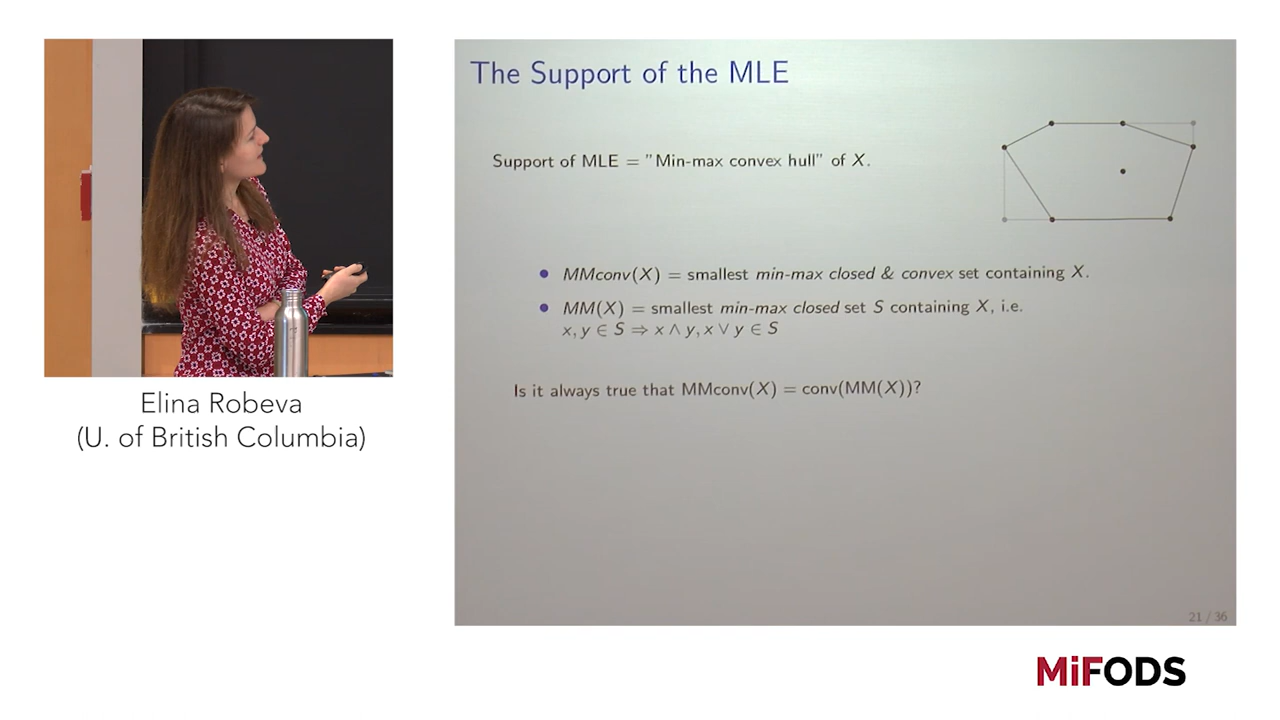 The Support of the MLE
Support of MLE = "Min-max convex hull" of X.
• MMconv(X) = smallest min-max closed & convex set containing X.
• MM(X) = smallest min-max closed set S containing X, i.e.
x, y ∈ S ⇒ x ∧ y, x ∨ y ∈ S
Is it always true that MMconv(X) = conv(MM(X))?
21 / 36
Elina Robeva
(U. of British Columbia)
MiFODS